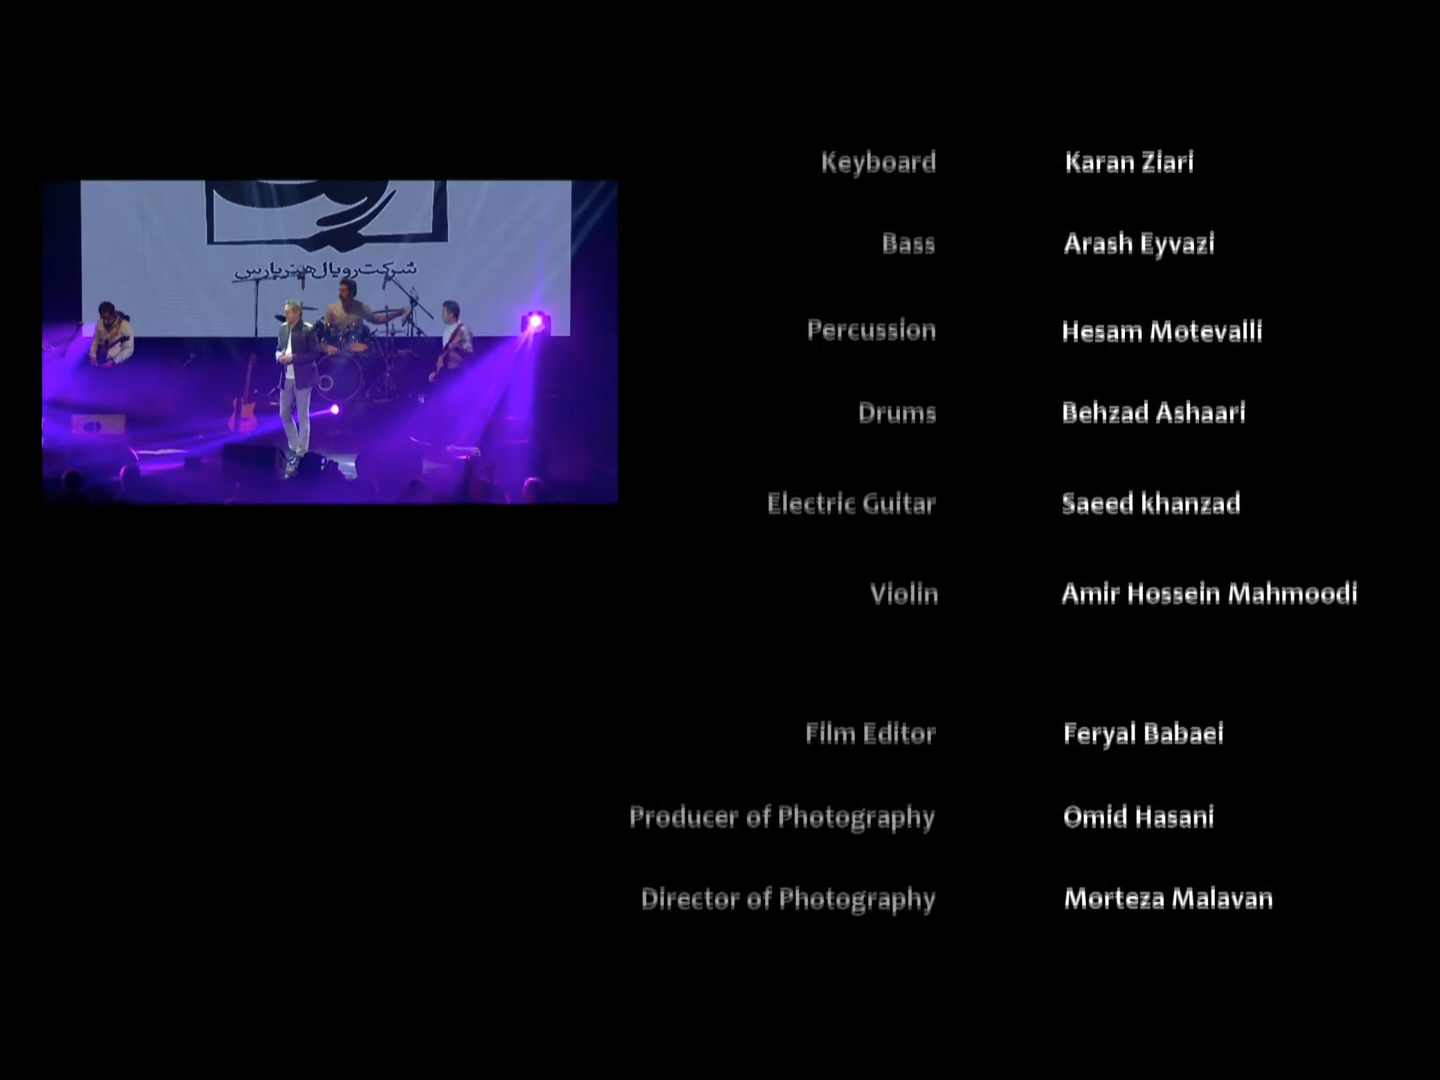 شرکت رویال هنر پارس
Keyboard Karan Ziari
Bass Arash Eyvazi
Percussion Hesam Motevalli
Drums Behzad Ashaari
Electric Guitar Saeed khanzad
Violin Amir Hossein Mahmoodi
Film Editor Feryal Babaei
Producer of Photography Omid Hasani
Director of Photography Morteza Malavan